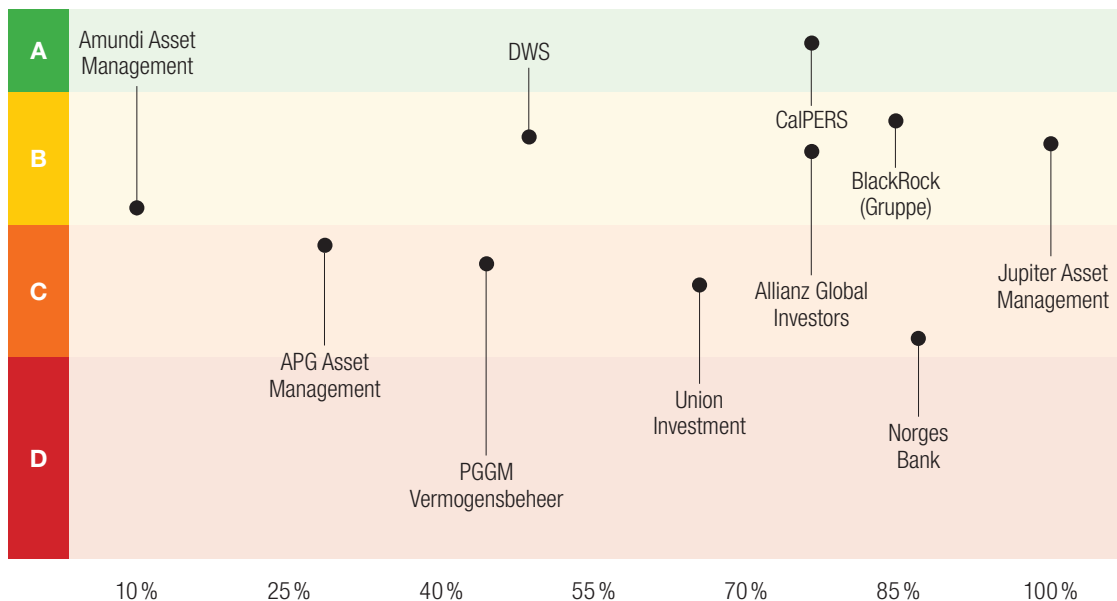 A
Amundi Asset
Management
DWS
CalPERS
B
BlackRock
(Gruppe)
C
Allianz Global
Investors
Jupiter Asset
Management
APG Asset
Management
Union
Investment
Norges
Bank
D
PGGM
Vermogensbeheer
10 %
25 %
40 %
55 %
70 %
85 %
100 %